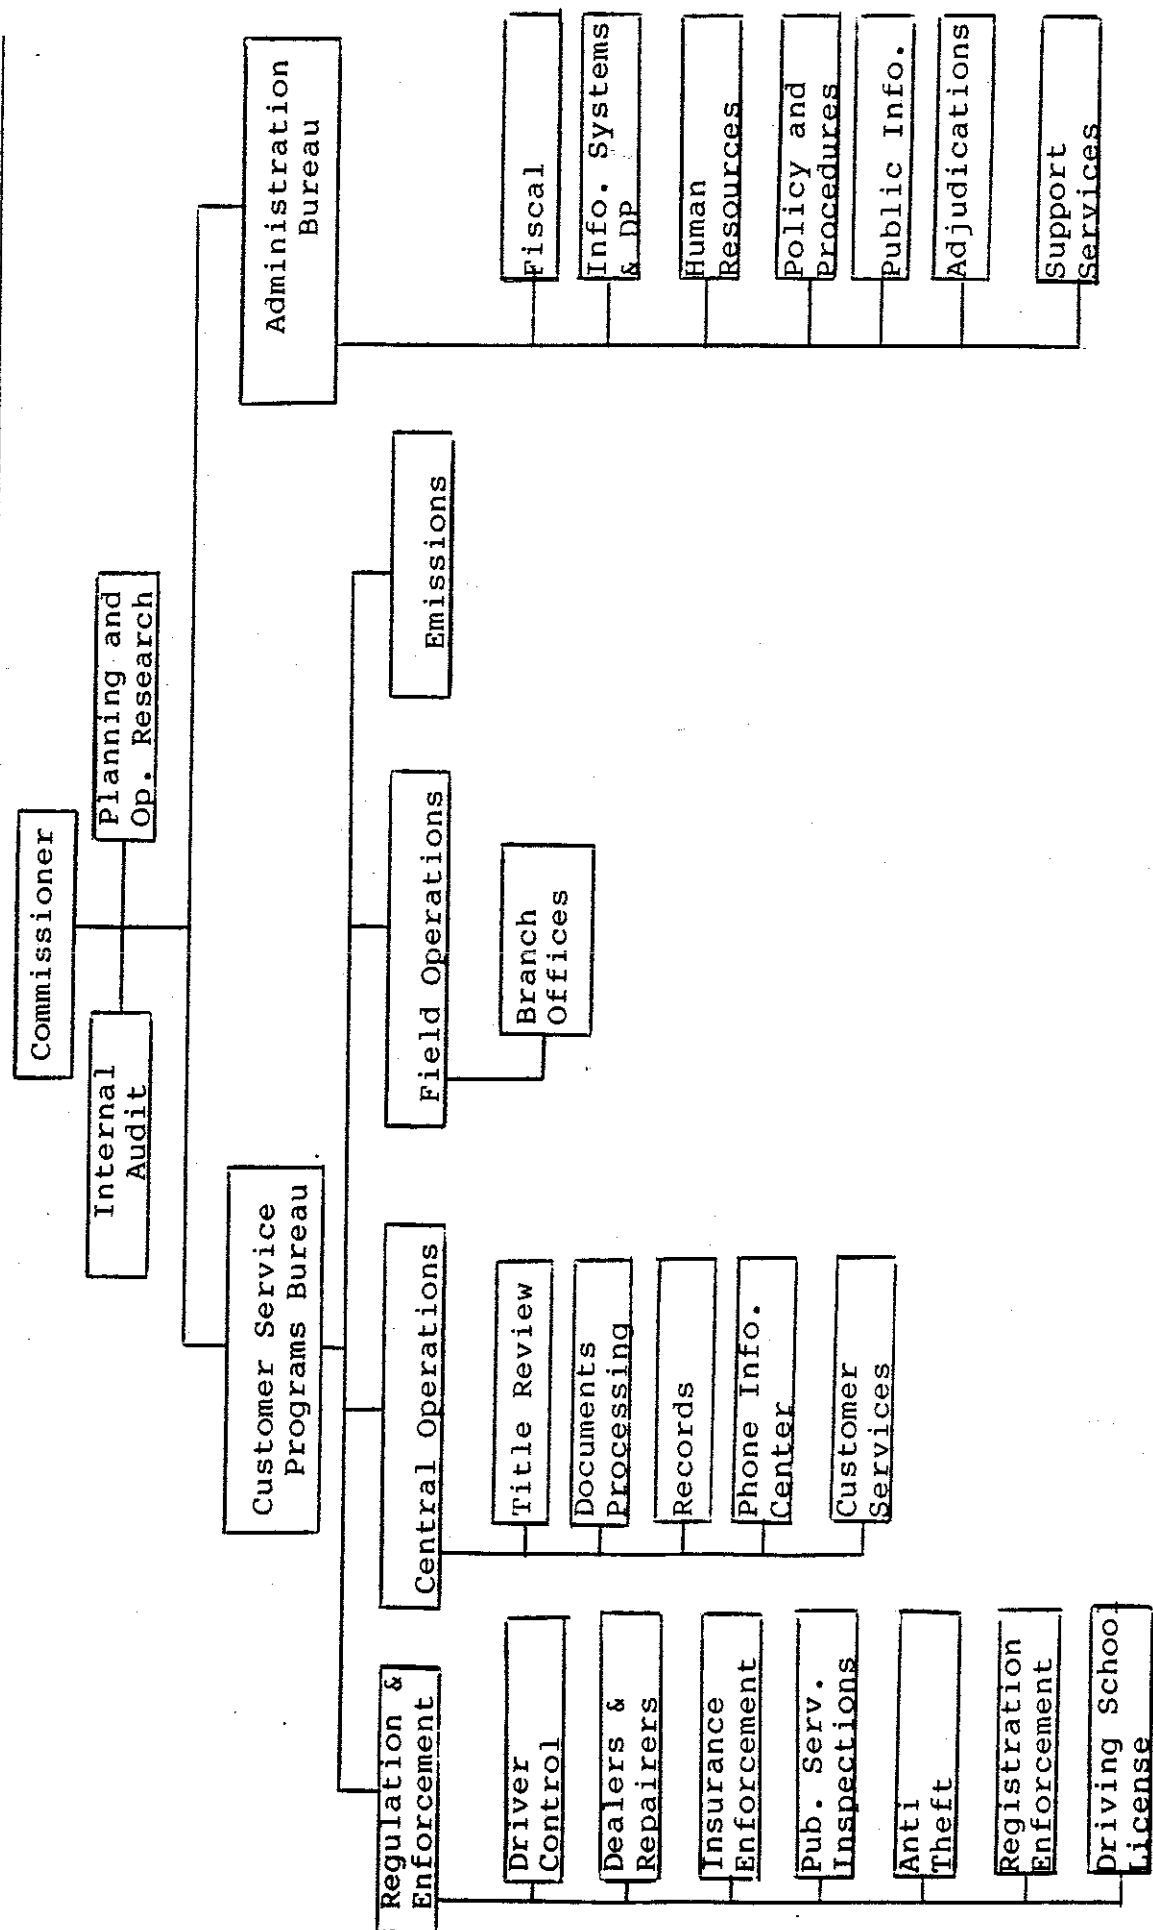 Commissioner
Internal
Audit
Planning and
Op. Research
Customer Service
Programs Bureau
Administration
Bureau
Regulation &
Enforcement
Central Operations
Field Operations
Emissions
Driver
Control
Dealers &
Repairers
Insurance
Enforcement
Pub. Serv.
Inspections
Anti
Theft
Registration
Enforcement
Driving School
License
Title Review
Documents
Processing
Records
Phone Info.
Center
Customer
Services
Branch
Offices
Fiscal
Info. Systems
& DP
Human
Resources
Policy and
Procedures
Public Info.
Adjudications
Support
Services